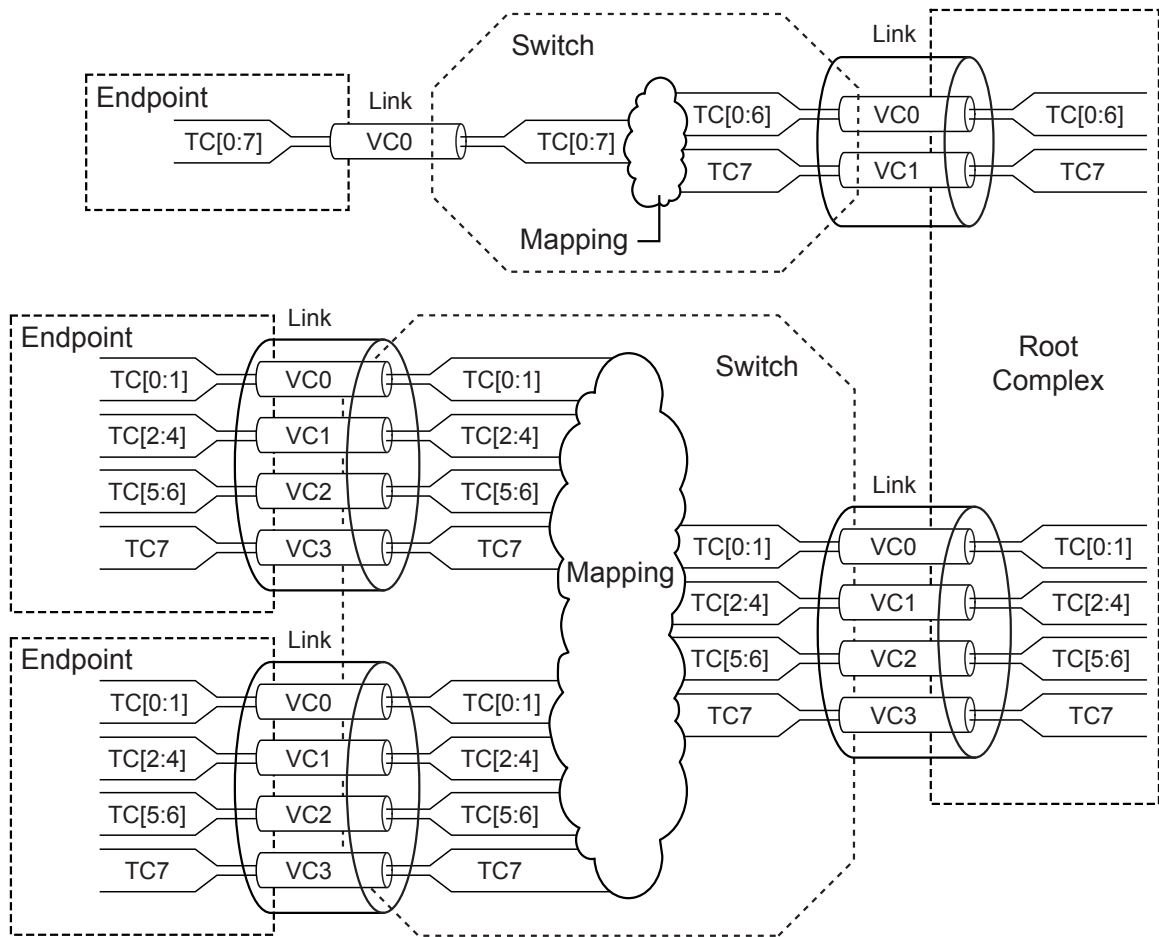 Switch
Link
Endpoint
Link
TC[0:7]
VC0
TC[0:7]
TC[0:6]
VC0
TC[0:6]
TC7
VC1
TC7
Mapping
Endpoint
Link
Switch
Root
Complex
TC[0:1]
VC0
TC[0:1]
TC[2:4]
VC1
TC[2:4]
TC[5:6]
VC2
TC[5:6]
TC7
VC3
TC7
Mapping
Link
TC[0:1]
VC0
TC[0:1]
TC[2:4]
VC1
TC[2:4]
TC[5:6]
VC2
TC[5:6]
TC7
VC3
TC7
Endpoint
Link
TC[0:1]
VC0
TC[0:1]
TC[2:4]
VC1
TC[2:4]
TC[5:6]
VC2
TC[5:6]
TC7
VC3
TC7